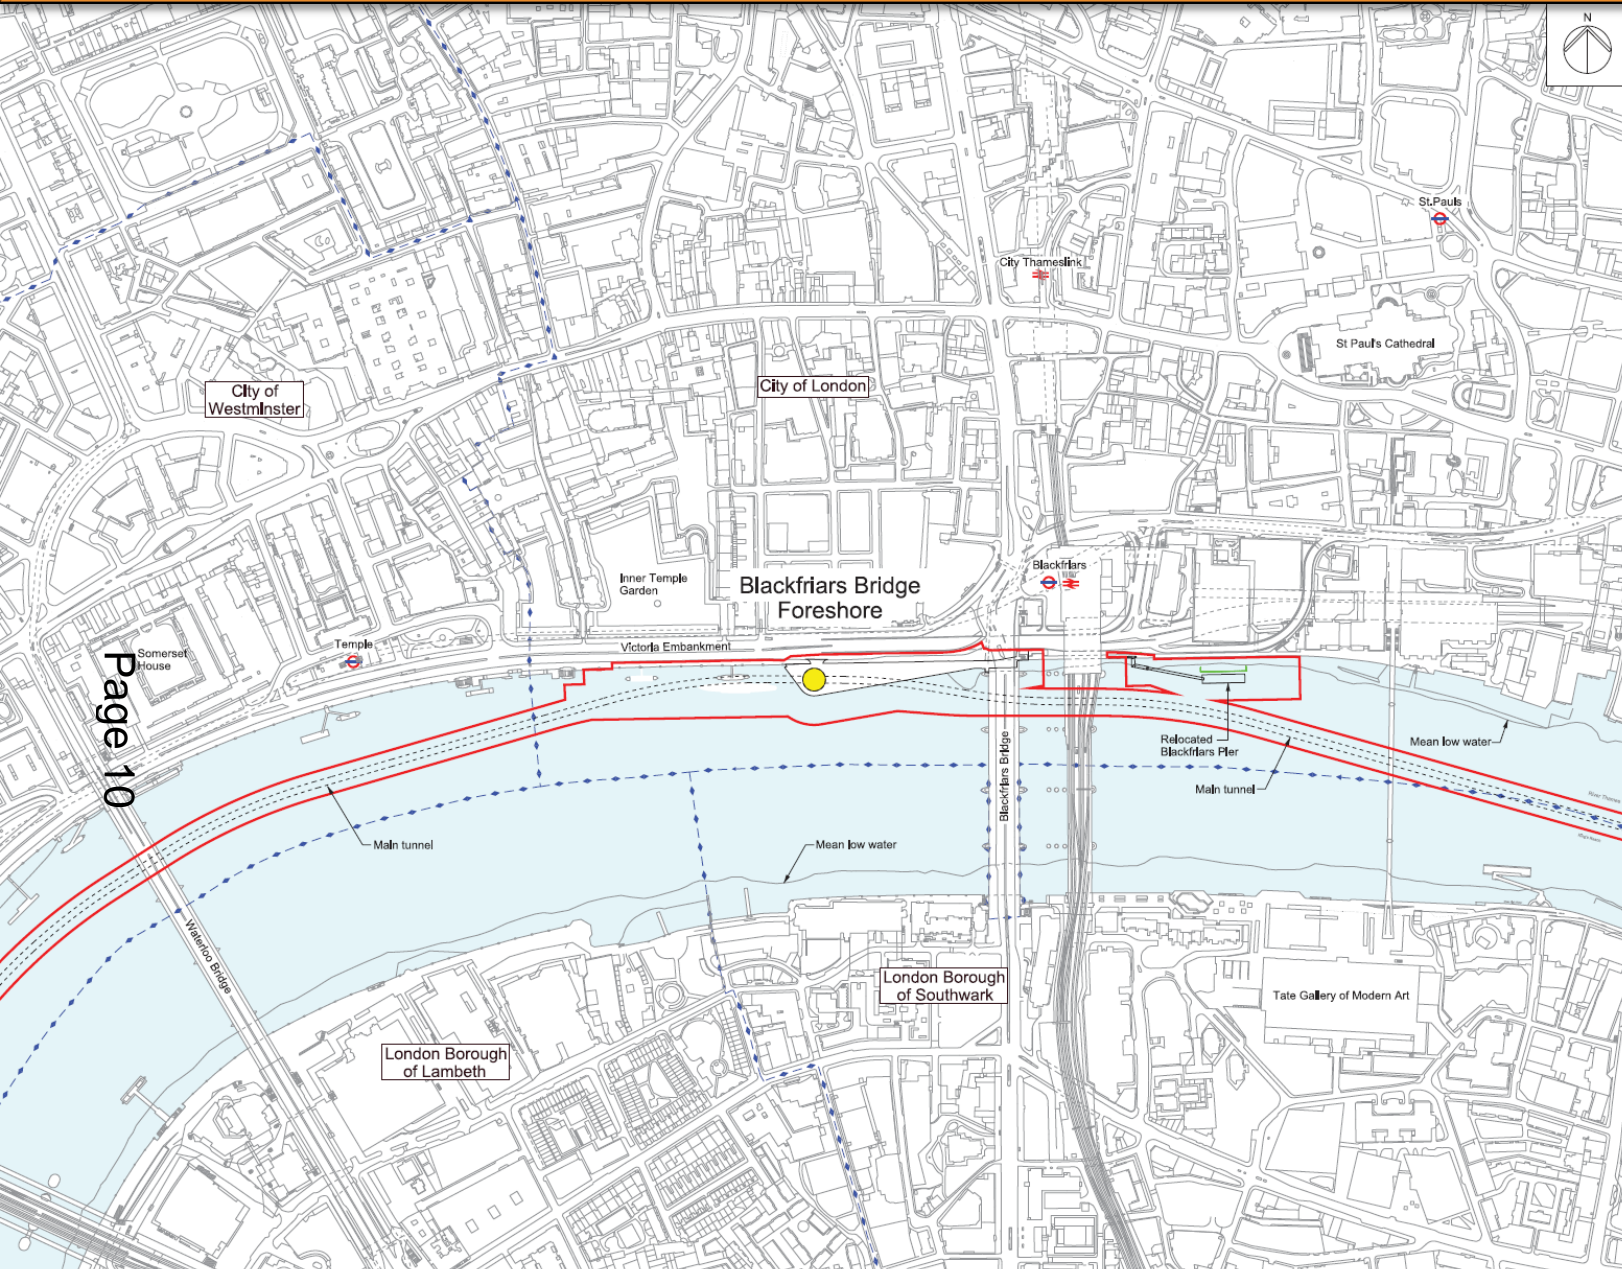 N
St.Pauls
City Thameslink
St Paul's Cathedral
City of
Westminster
City of London
Blackfriars
Inner Temple
Garden
Blackfriars Bridge
Foreshore
Temple
Victoria Embankment
Somerset
House
Page 10
Relocated
Blackfriars Pier
Mean low water
Main tunnel
Blackfriars Bridge
Main tunnel
Mean low water
Waterloo Bridge
London Borough
of Southwark
Tate Gallery of Modern Art
London Borough
of Lambeth